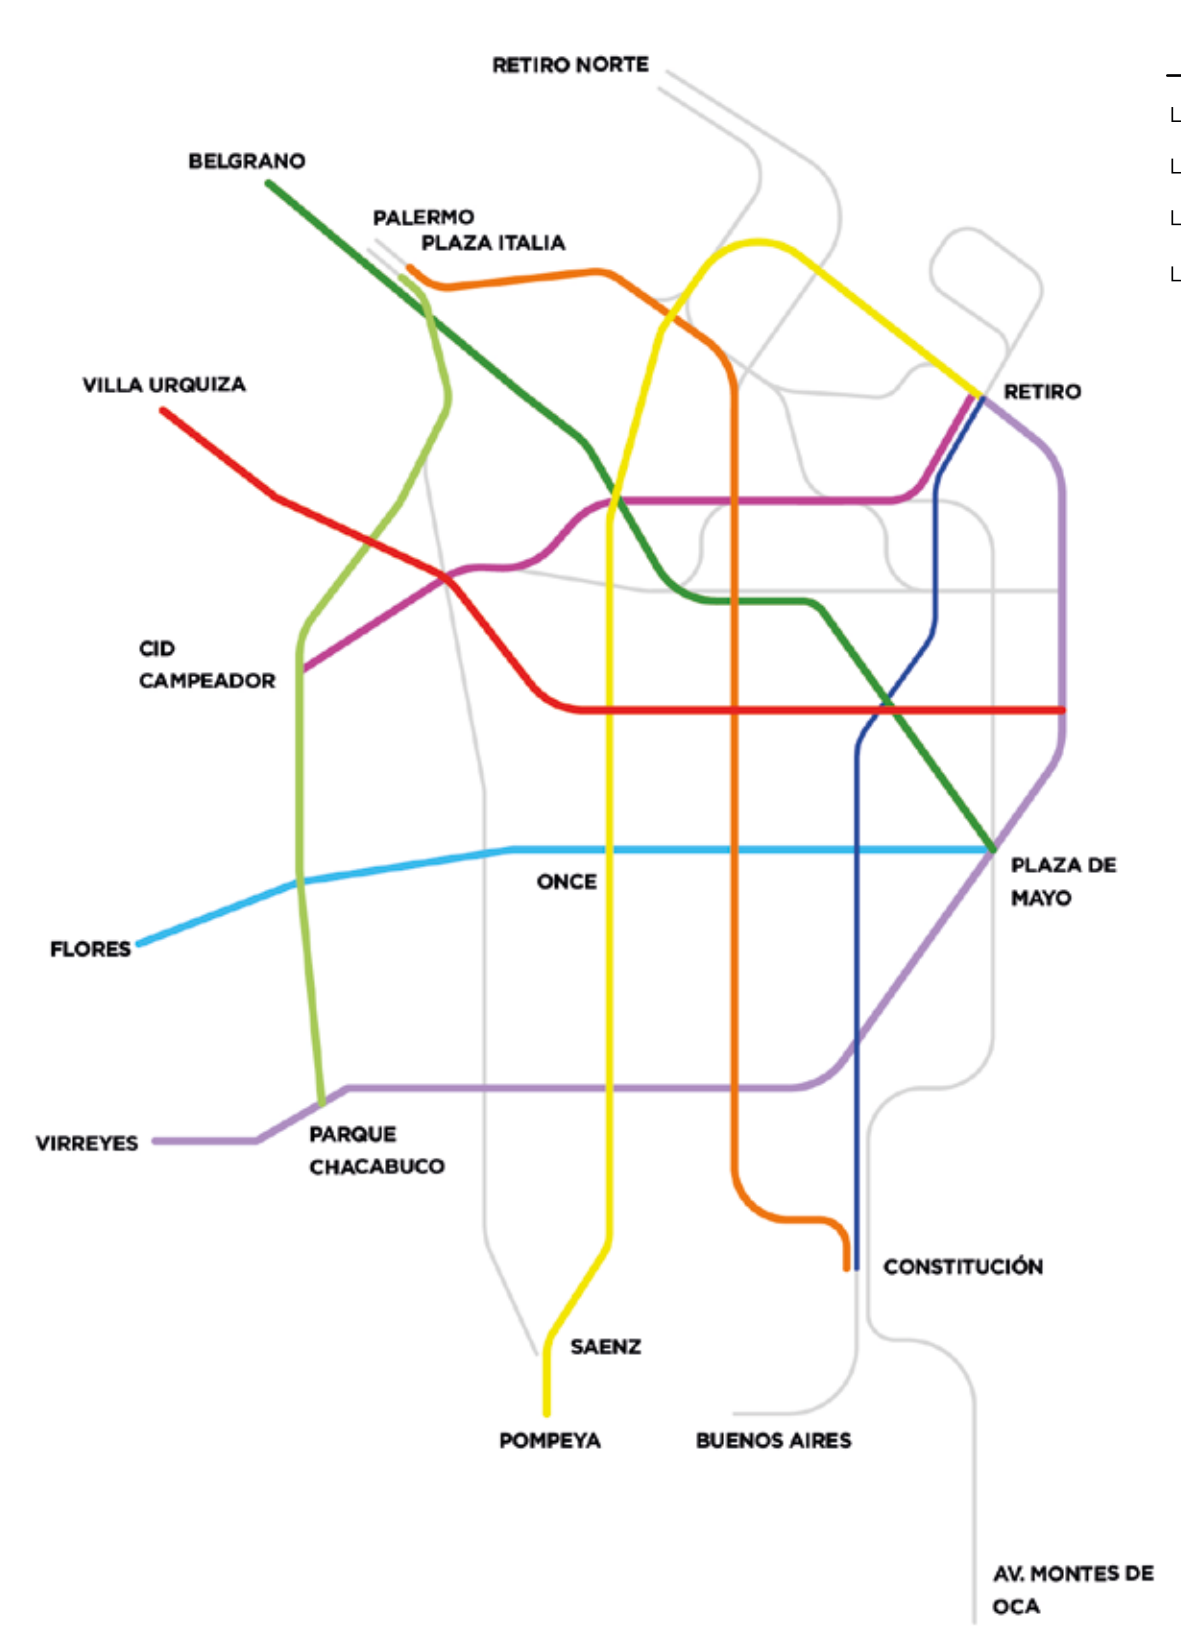 RETIRO NORTE
BELGRANO
PALERMO
PLAZA ITALIA
VILLA URQUIZA
RETIRO
CID
CAMPEADOR
PLAZA DE
MAYO
ONCE
FLORES
PARQUE
CHACABUCO
VIRREYES
CONSTITUCIÓN
SAENZ
POMPEYA
BUENOS AIRES
AV. MONTES DE
OCA